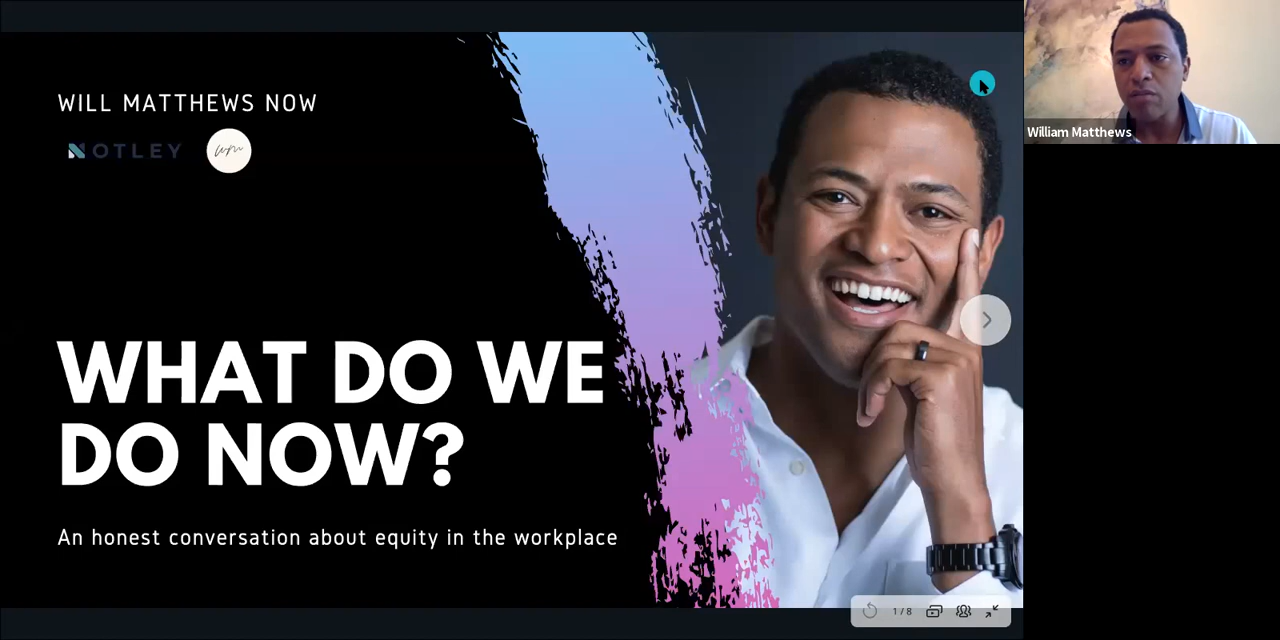 WILL MATTHEWS NOW
NOTLEY
wm
WHAT DO WE
DO NOW?
An honest conversation about equity in the workplace
1/8
William Matthews